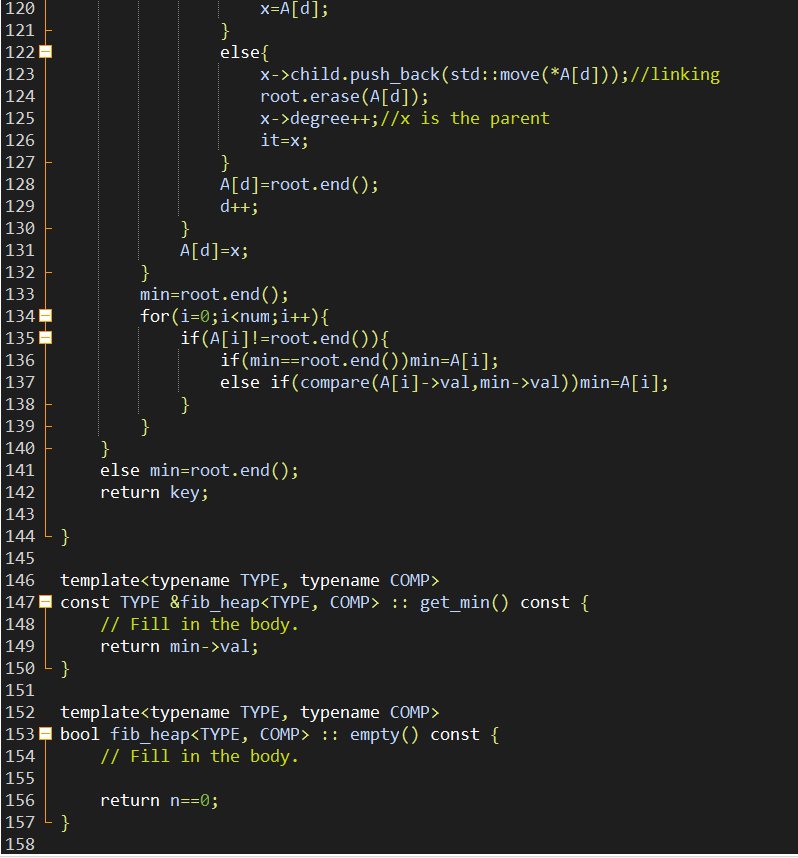 120 x=A[d];
121 }
122 else{
123 x->child.push_back(std::move(*A[d]));//linking
124 root.erase(A[d]);
125 x->degree++;//x is the parent
126 it=x;
127 }
128 A[d]=root.end();
129 d++;
130 }
131 A[d]=x;
132 }
133 min=root.end();
134 for(i=0;i<num;i++){
135 if(A[i]!=root.end()){
136 if(min==root.end())min=A[i];
137 else if(compare(A[i]->val,min->val))min=A[i];
138 }
139 }
140 }
141 else min=root.end();
142 return key;
143
144 }
145
146 template<typename TYPE, typename COMP>
147 const TYPE &fib_heap<TYPE, COMP> :: get_min() const {
148 // Fill in the body.
149 return min->val;
150 }
151
152 template<typename TYPE, typename COMP>
153 bool fib_heap<TYPE, COMP> :: empty() const {
154 // Fill in the body.
155
156 return n==0;
157 }
158